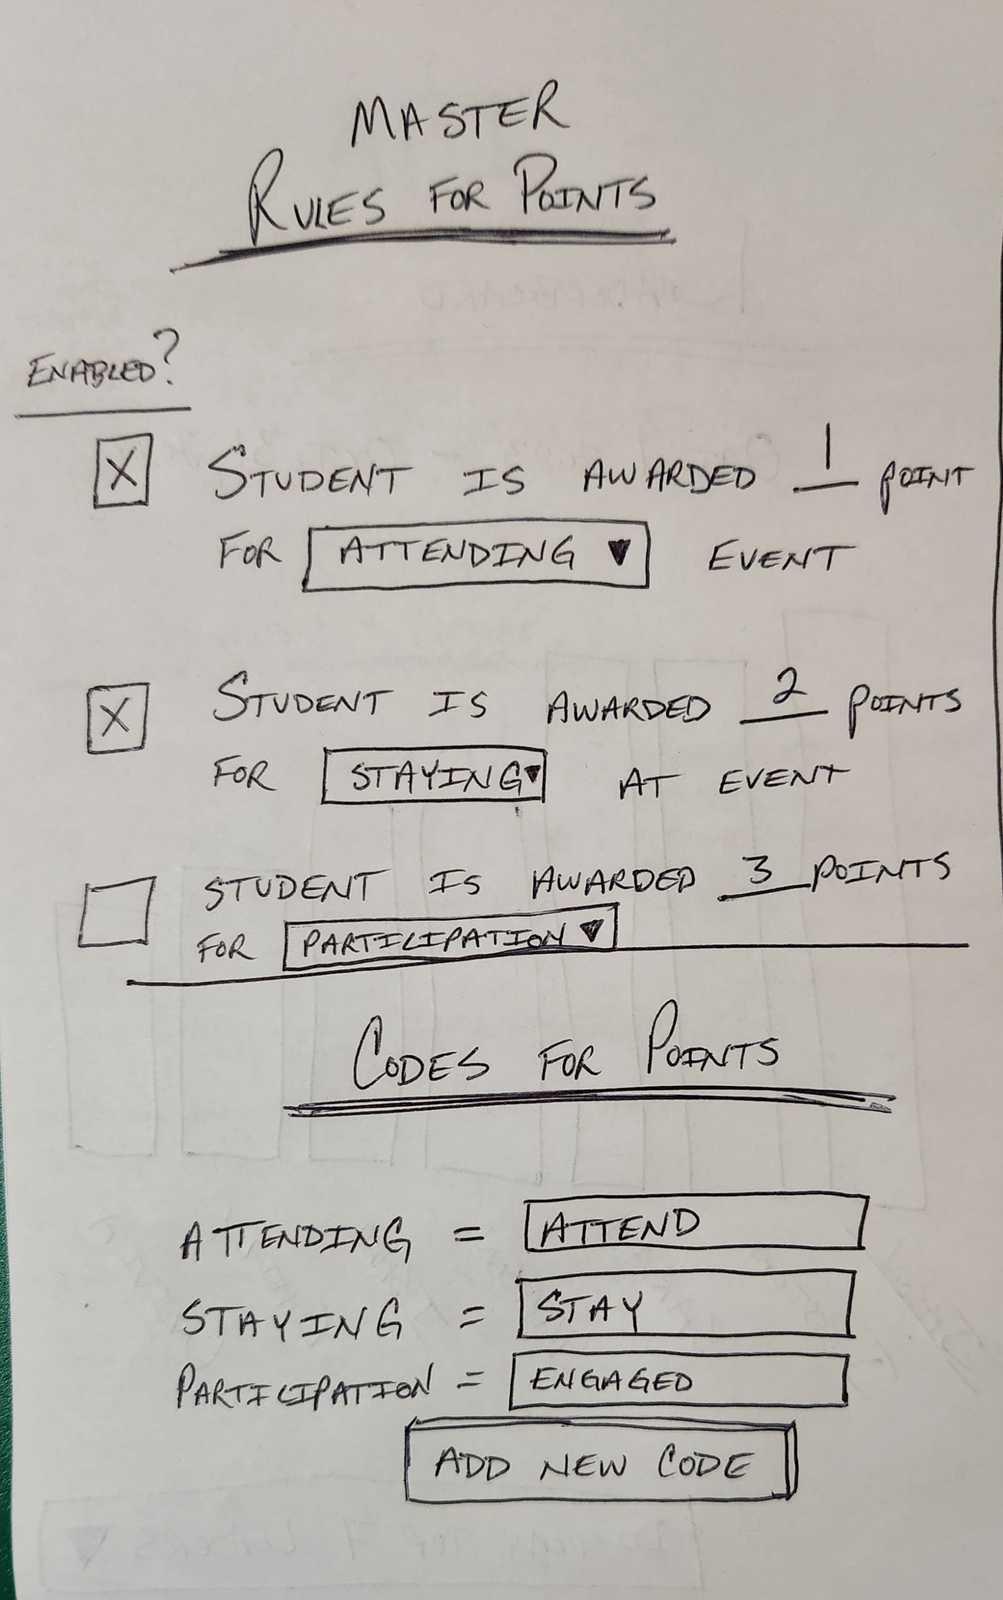 MASTER
RULES FOR POINTS
ENABLED?
X STUDENT IS AWARDED 1 POINT
FOR ATTENDING ▼ EVENT
X STUDENT IS AWARDED 2 POINTS
FOR STAYING ▼ AT EVENT
STUDENT IS AWARDED 3 POINTS
FOR PARTICIPATION ▼
CODES FOR POINTS
ATTENDING = ATTEND
STAYING = STAY
PARTICIPATION = ENGAGED
ADD NEW CODE